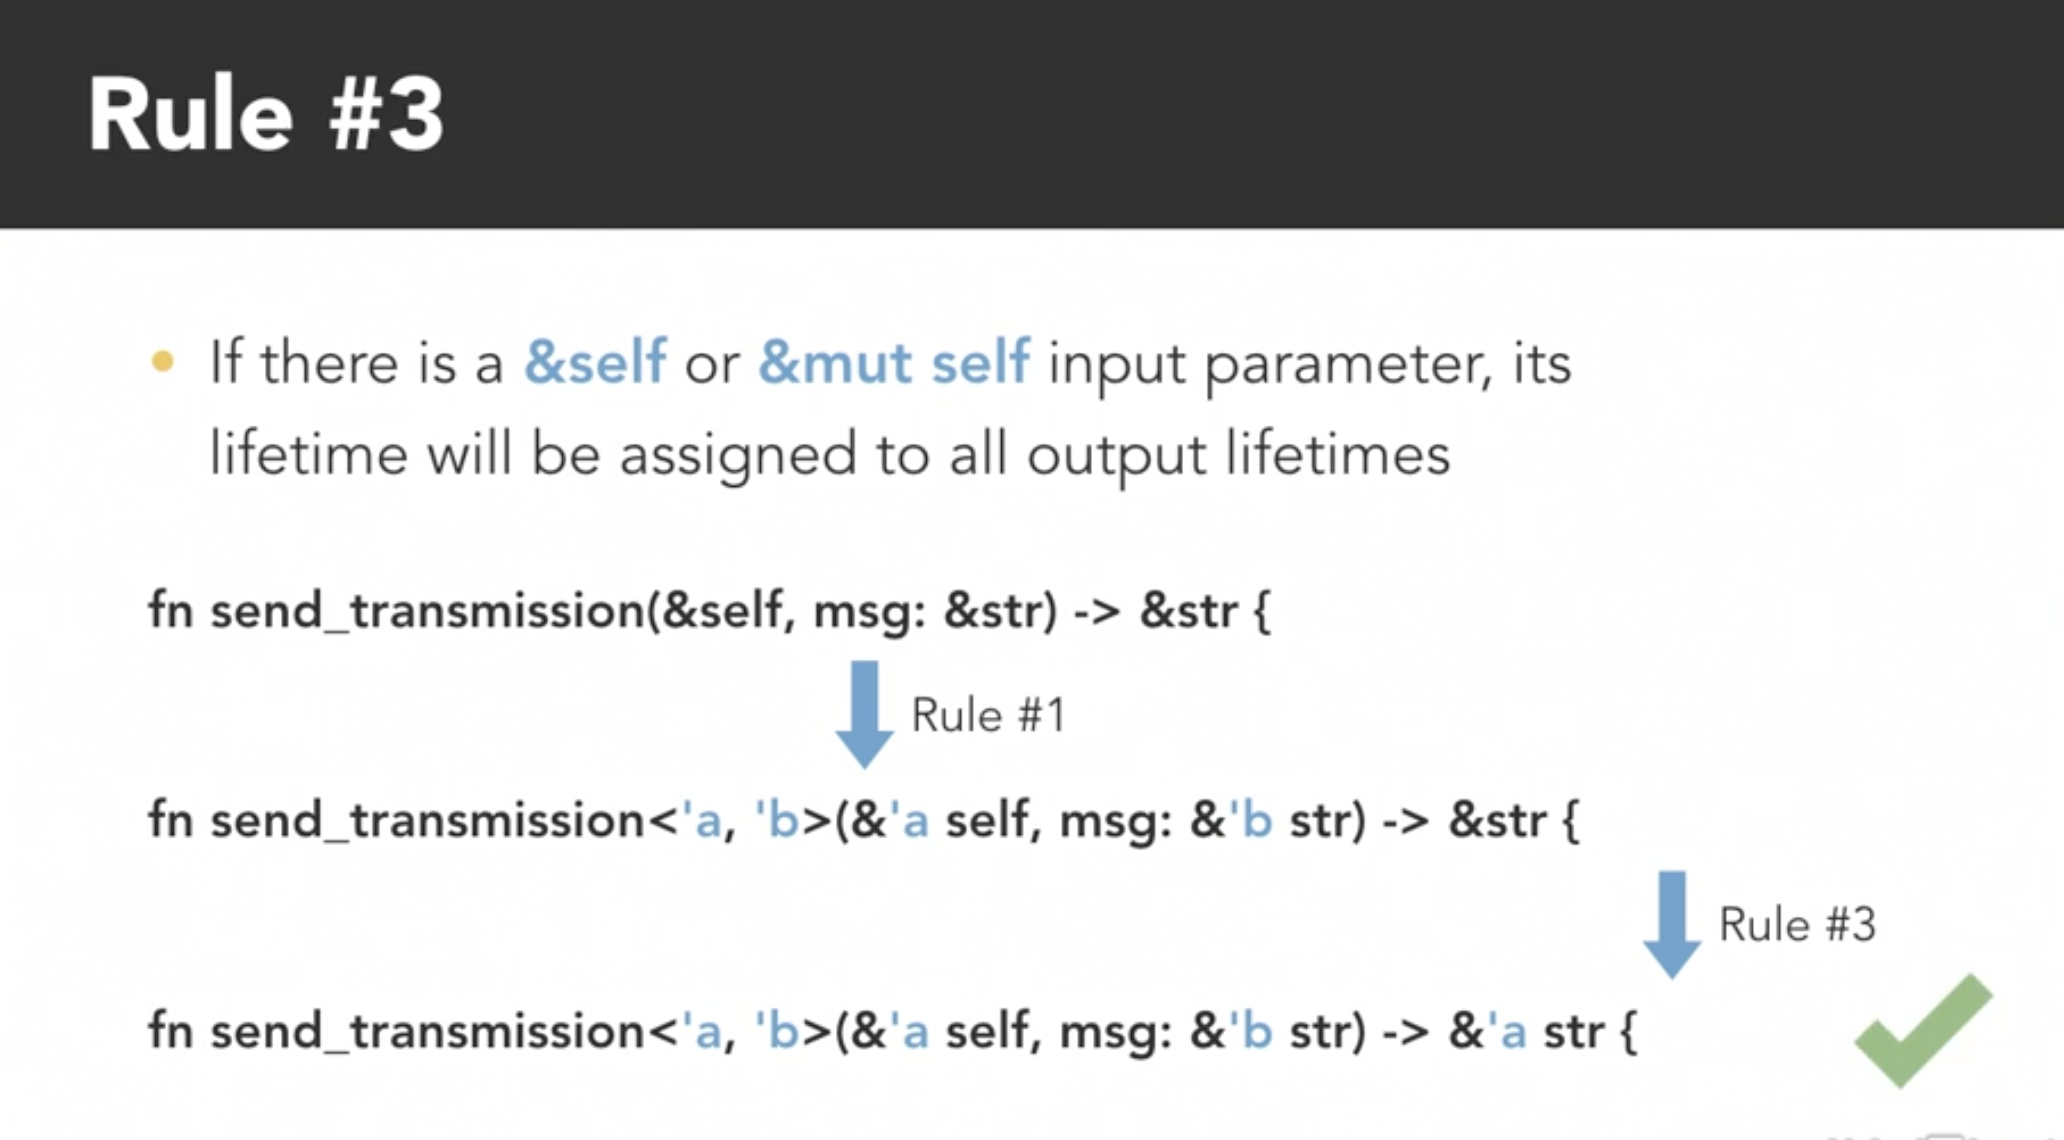 Rule #3
• If there is a &self or &mut self input parameter, its
lifetime will be assigned to all output lifetimes
fn send_transmission(&self, msg: &str) -> &str {
Rule #1
fn send_transmission<'a, 'b>(&'a self, msg: &'b str) -> &str {
Rule #3
fn send_transmission<'a, 'b>(&'a self, msg: &'b str) -> &'a str {